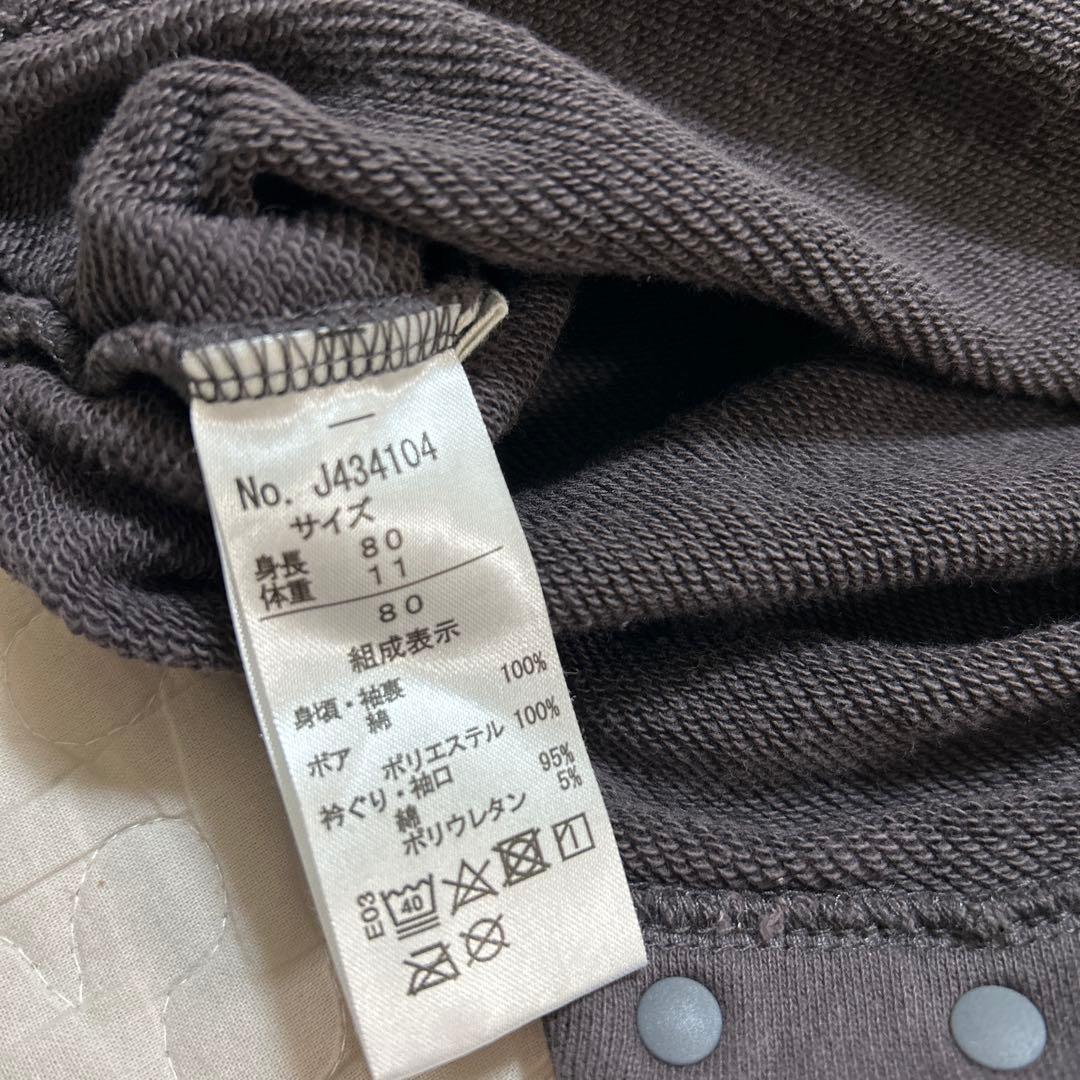 No. J434104
サイズ
身長 80
体重 11
80
組成表示
身頃・袖裏
綿 100%
ボア ポリエステル 100%
衿ぐり・袖口
綿 95%
ポリウレタン 5%
E03 40